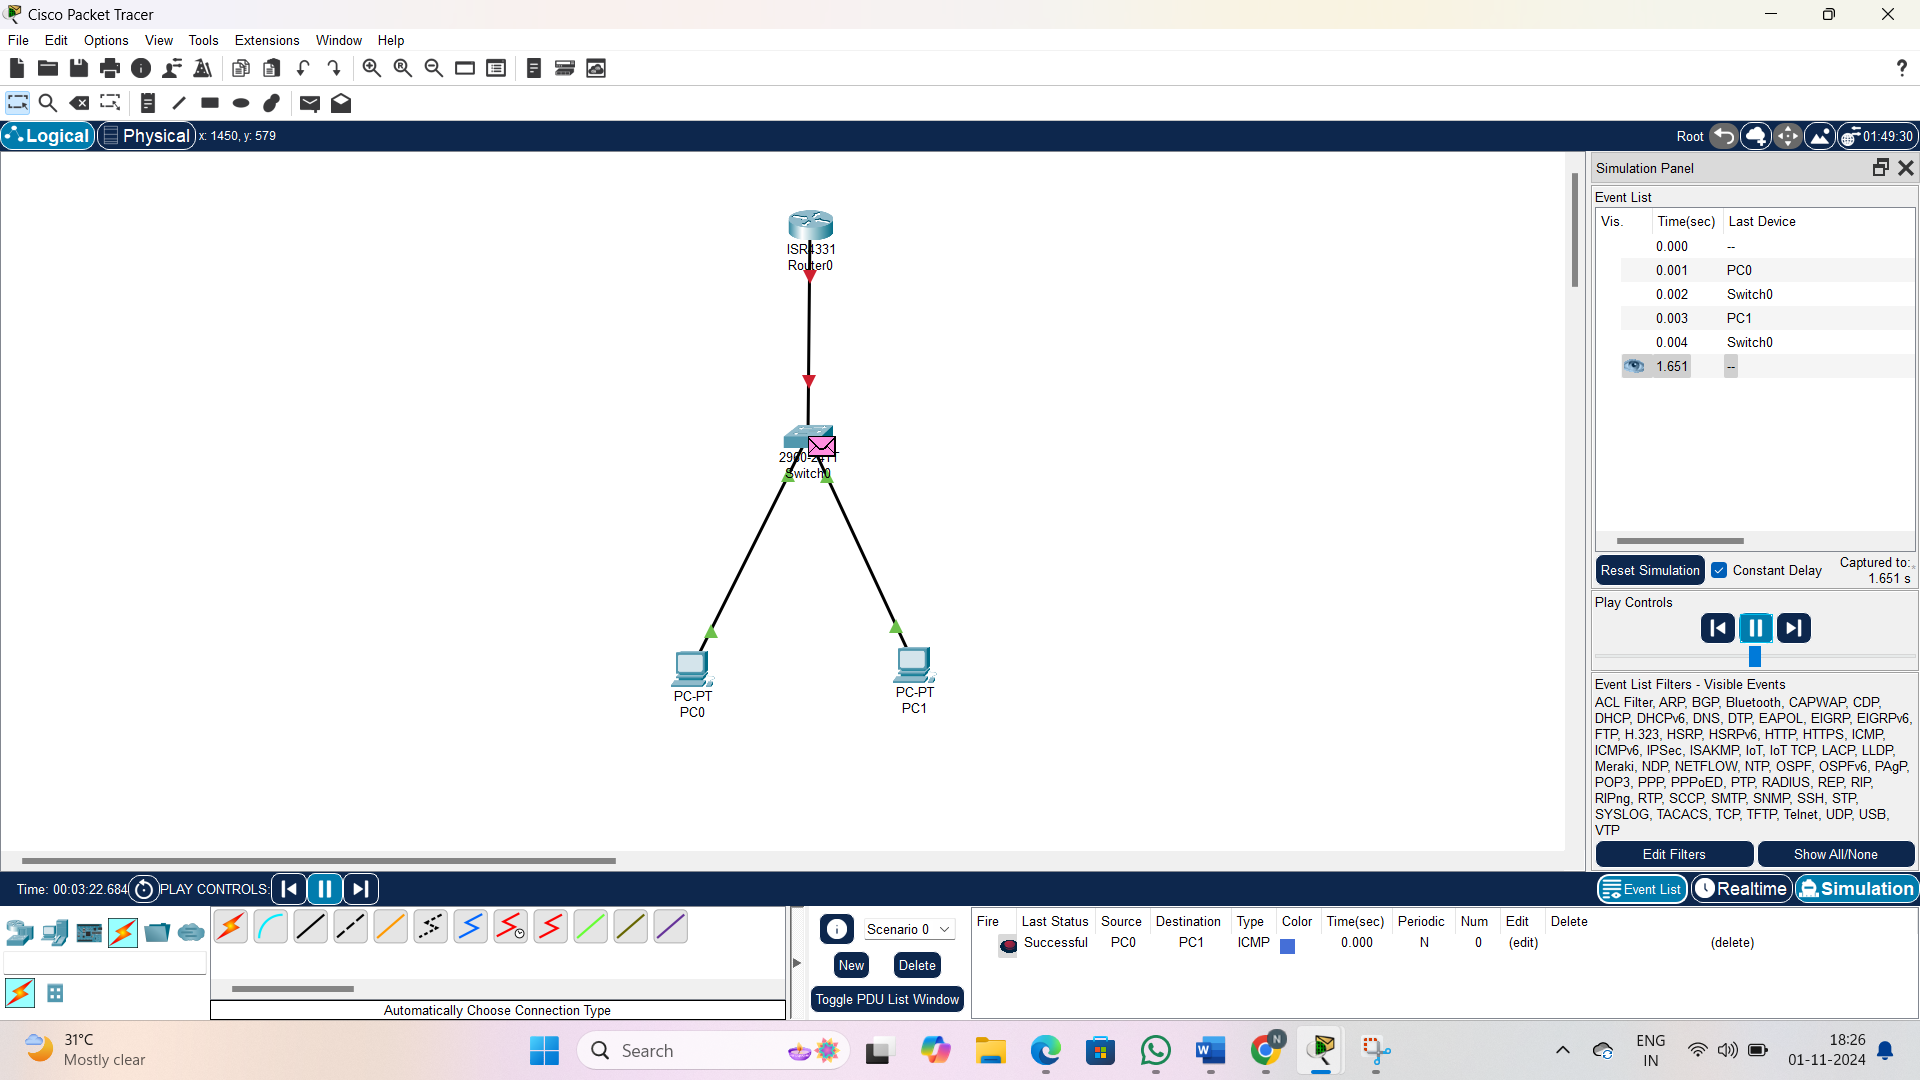 Cisco Packet Tracer
File Edit Options View Tools Extensions Window Help
?
Logical Physical x: 1450, y: 579
Root 01:49:30
ISR4331
Router0
Switch0
PC-PT
PC0
PC-PT
PC1
Simulation Panel
Event List
Vis. Time(sec) Last Device
0.000 --
0.001 PC0
0.002 Switch0
0.003 PC1
0.004 Switch0
1.651 --
Reset Simulation Constant Delay Captured to:
1.651 s
Play Controls
Event List Filters - Visible Events
ACL Filter, ARP, BGP, Bluetooth, CAPWAP, CDP,
DHCP, DHCPv6, DNS, DTP, EAPOL, EIGRP, EIGRPv6,
FTP, H.323, HSRP, HSRPv6, HTTP, HTTPS, ICMP,
ICMPv6, IPSec, ISAKMP, IoT, IoT TCP, LACP, LLDP,
Meraki, NDP, NETFLOW, NTP, OSPF, OSPFv6, PAgP,
POP3, PPP, PPPoED, PTP, RADIUS, REP, RIP,
RIPng, RTP, SCCP, SMTP, SNMP, SSH, STP,
SYSLOG, TACACS, TCP, TFTP, Telnet, UDP, USB,
VTP
Edit Filters Show All/None
Time: 00:03:22.684 PLAY CONTROLS:
Event List Realtime Simulation
Automatically Choose Connection Type
Scenario 0
New Delete
Toggle PDU List Window
Fire Last Status Source Destination Type Color Time(sec) Periodic Num Edit Delete
Successful PC0 PC1 ICMP 0.000 N 0 (edit) (delete)
31°C
Mostly clear
Search
N
ENG
IN
18:26
01-11-2024